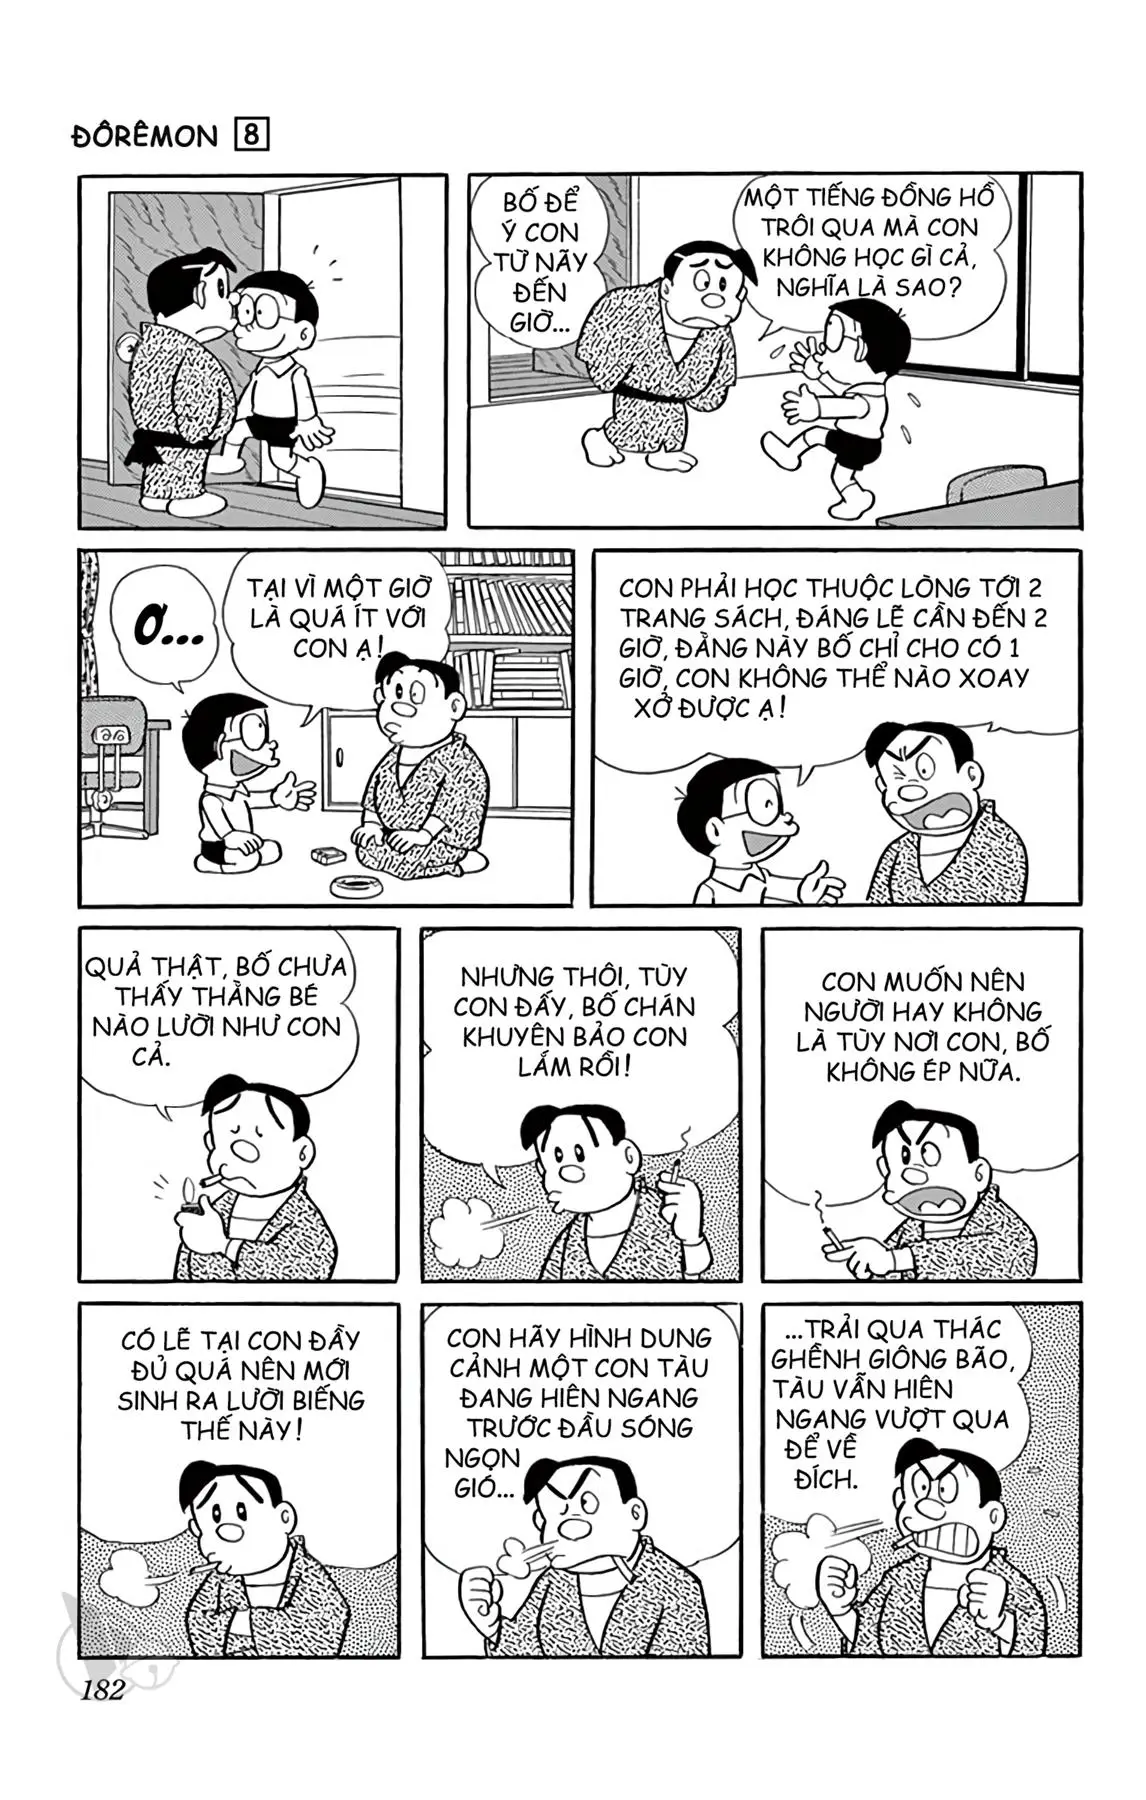 ĐÔRÊMON 8
BỐ ĐỂ
Ý CON
TỪ NÃY
ĐẾN
GIỜ...
MỘT TIẾNG ĐỒNG HỒ
TRÔI QUA MÀ CON
KHÔNG HỌC GÌ CẢ,
NGHĨA LÀ SAO?
Ơ...
TẠI VÌ MỘT GIỜ
LÀ QUÁ ÍT VỚI
CON Ạ!
CON PHẢI HỌC THUỘC LÒNG TỚI 2
TRANG SÁCH, ĐÁNG LẼ CẦN ĐẾN 2
GIỜ, ĐẰNG NÀY BỐ CHỈ CHO CÓ 1
GIỜ, CON KHÔNG THỂ NÀO XOAY
XỞ ĐƯỢC Ạ!
QUẢ THẬT, BỐ CHƯA
THẤY THẰNG BÉ
NÀO LƯỜI NHƯ CON
CẢ.
NHƯNG THÔI, TÙY
CON ĐẤY, BỐ CHÁN
KHUYÊN BẢO CON
LẮM RỒI!
CON MUỐN NÊN
NGƯỜI HAY KHÔNG
LÀ TÙY NƠI CON, BỐ
KHÔNG ÉP NỮA.
CÓ LẼ TẠI CON ĐẦY
ĐỦ QUÁ NÊN MỚI
SINH RA LƯỜI BIẾNG
THẾ NÀY!
CON HÃY HÌNH DUNG
CẢNH MỘT CON TÀU
ĐANG HIÊN NGANG
TRƯỚC ĐẦU SÓNG
NGỌN
GIÓ...
...TRẢI QUA THÁC
GHỀNH GIÔNG BÃO,
TÀU VẪN HIÊN
NGANG VƯỢT QUA
ĐỂ VỀ
ĐÍCH.
182